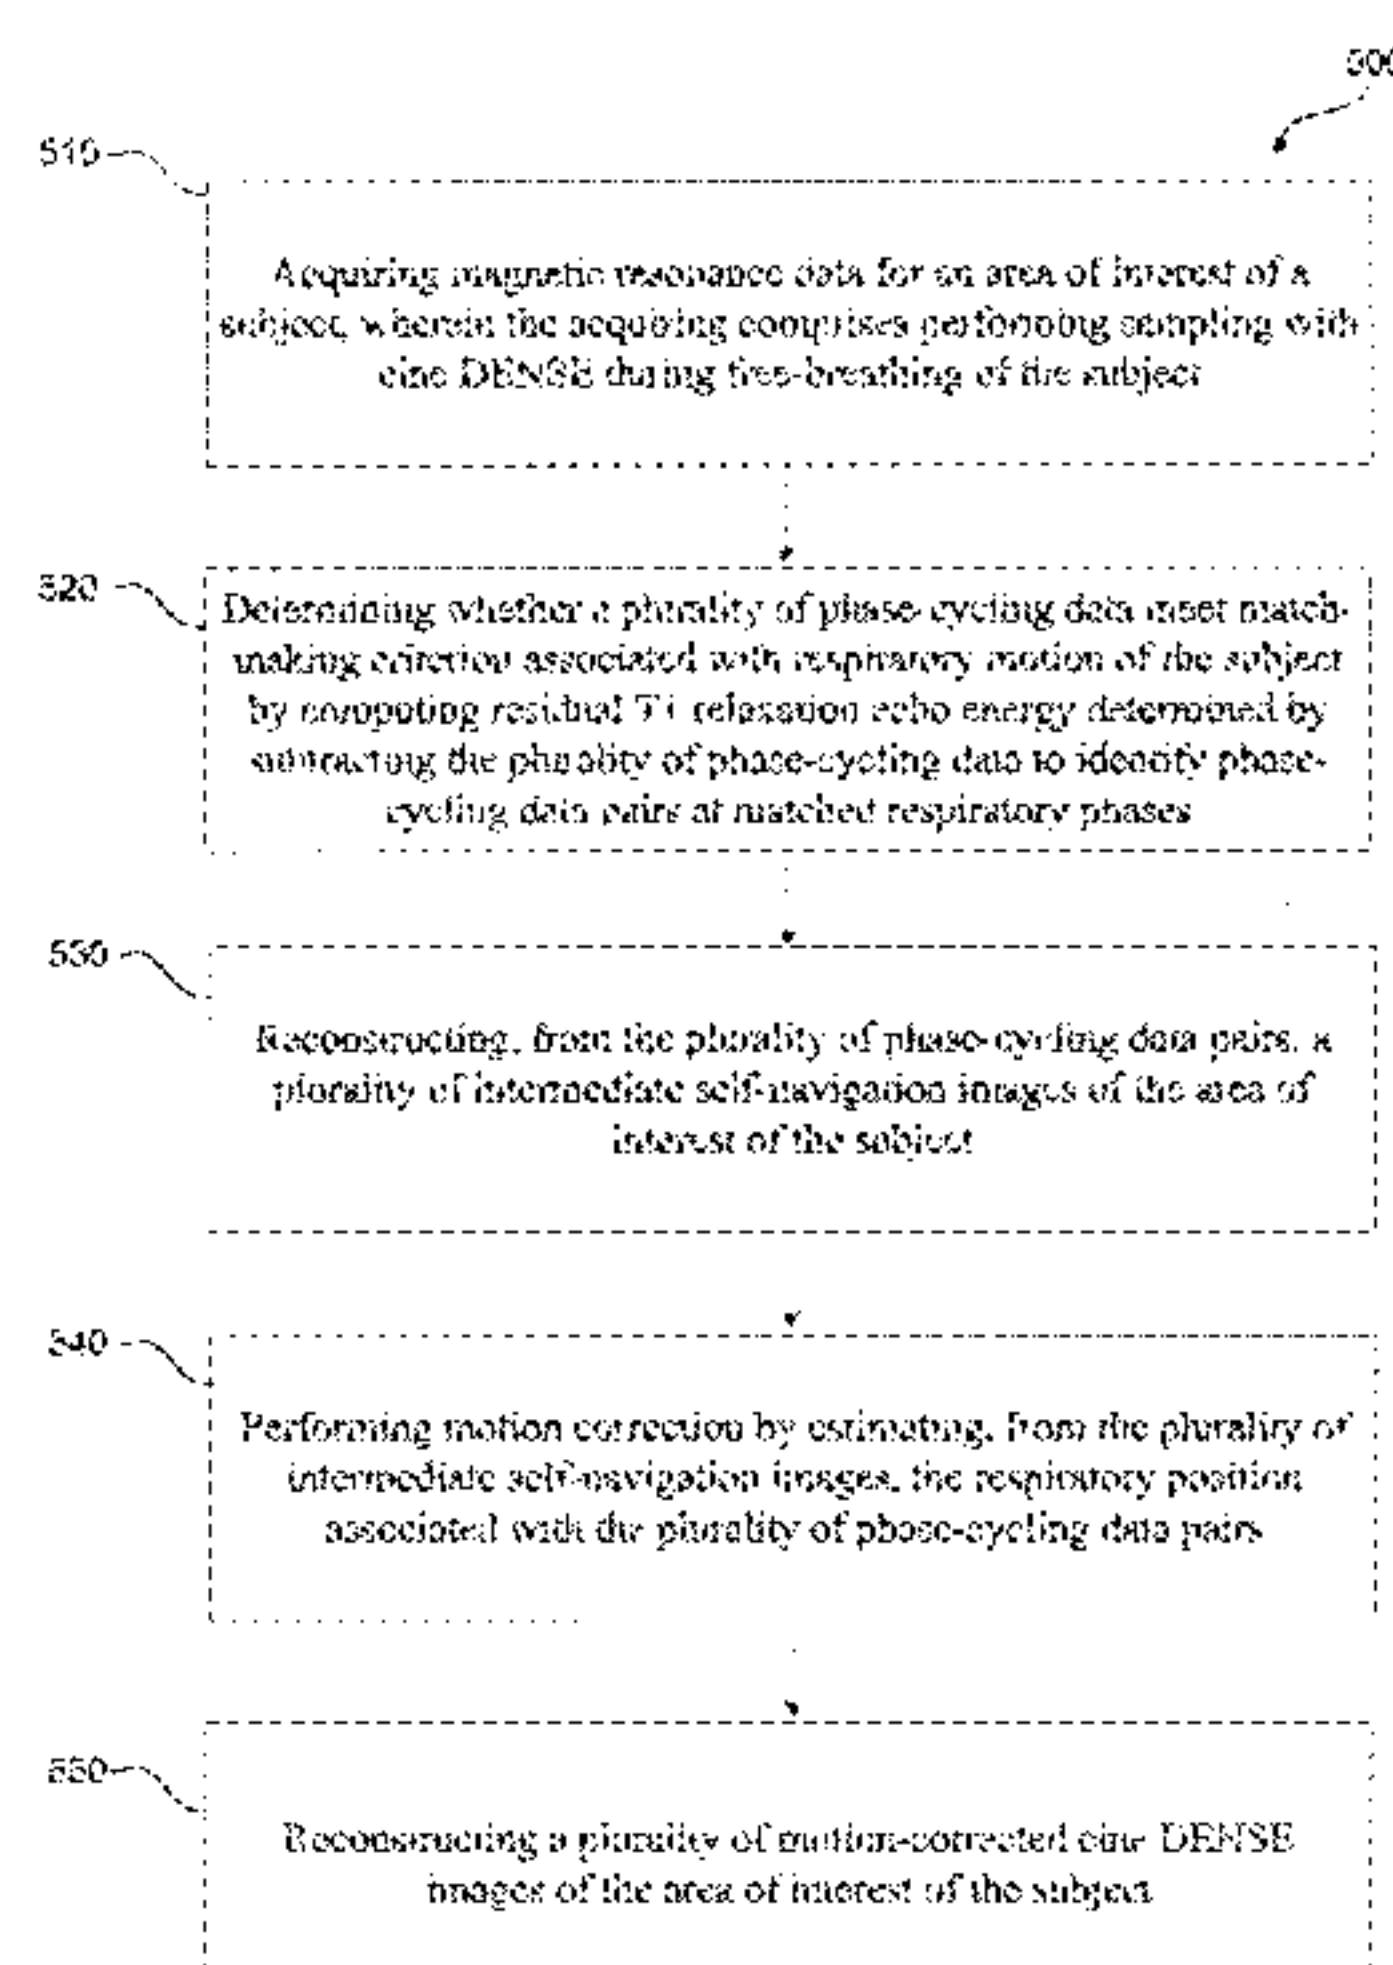 500
510
Acquiring magnetic resonance data for an area of interest of a
subject, wherein the acquiring comprises performing sampling with
cine DENSE during free-breathing of the subject
520
Determining whether a plurality of phase-cycling data meet match-
making criterion associated with respiratory motion of the subject
by computing residual T1 relaxation echo energy determined by
subtracting the plurality of phase-cycling data to identify phase-
cycling data pairs at matched respiratory phases
530
Reconstructing, from the plurality of phase-cycling data pairs, a
plurality of intermediate self-navigation images of the area of
interest of the subject
540
Performing motion correction by estimating, from the plurality of
intermediate self-navigation images, the respiratory position
associated with the plurality of phase-cycling data pairs
550
Reconstructing a plurality of motion-corrected cine DENSE
images of the area of interest of the subject